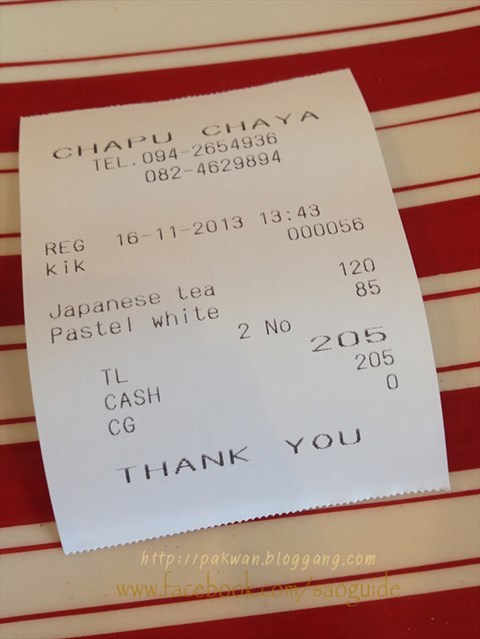 CHAPU CHAYA
TEL.094-2654936
082-4629894
REG 16-11-2013 13:43
kik 000056
Japanese tea 120
Pastel white 85
2 No
TL 205
CASH 205
CG 0
THANK YOU
http://pakwan.bloggang.com
www.facebook.com/saoguide